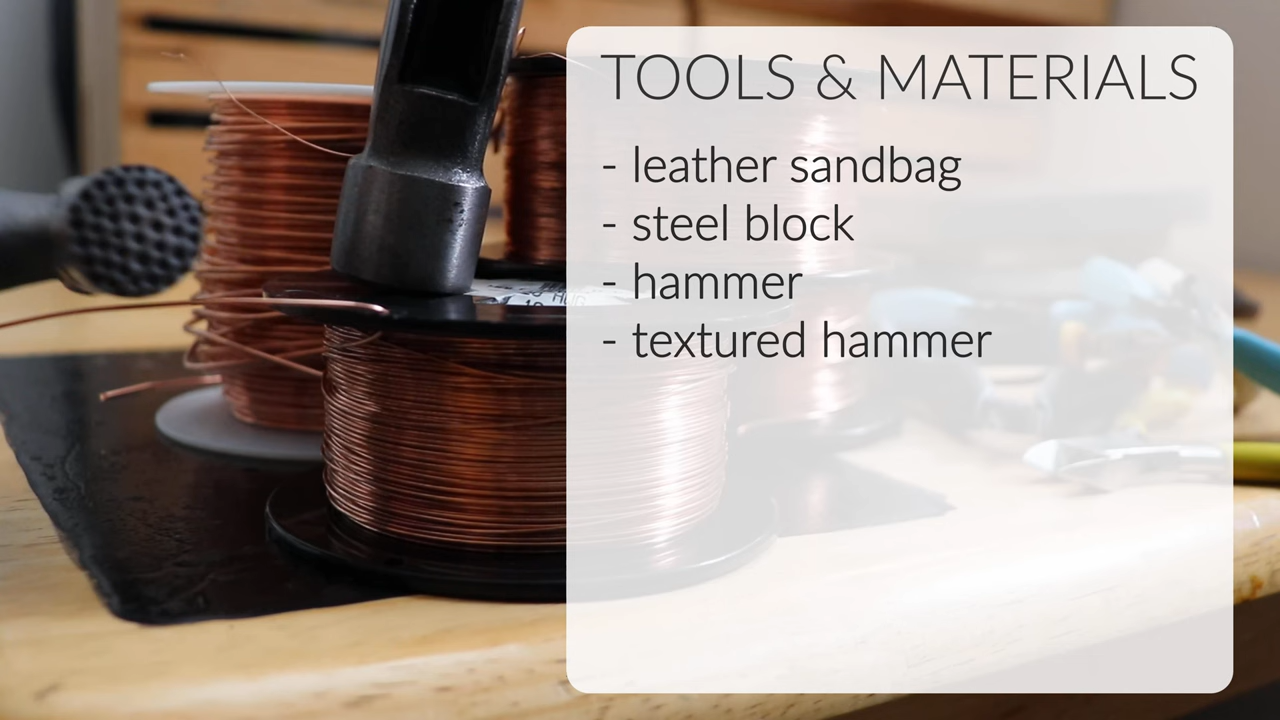 TOOLS & MATERIALS
- leather sandbag
- steel block
- hammer
- textured hammer